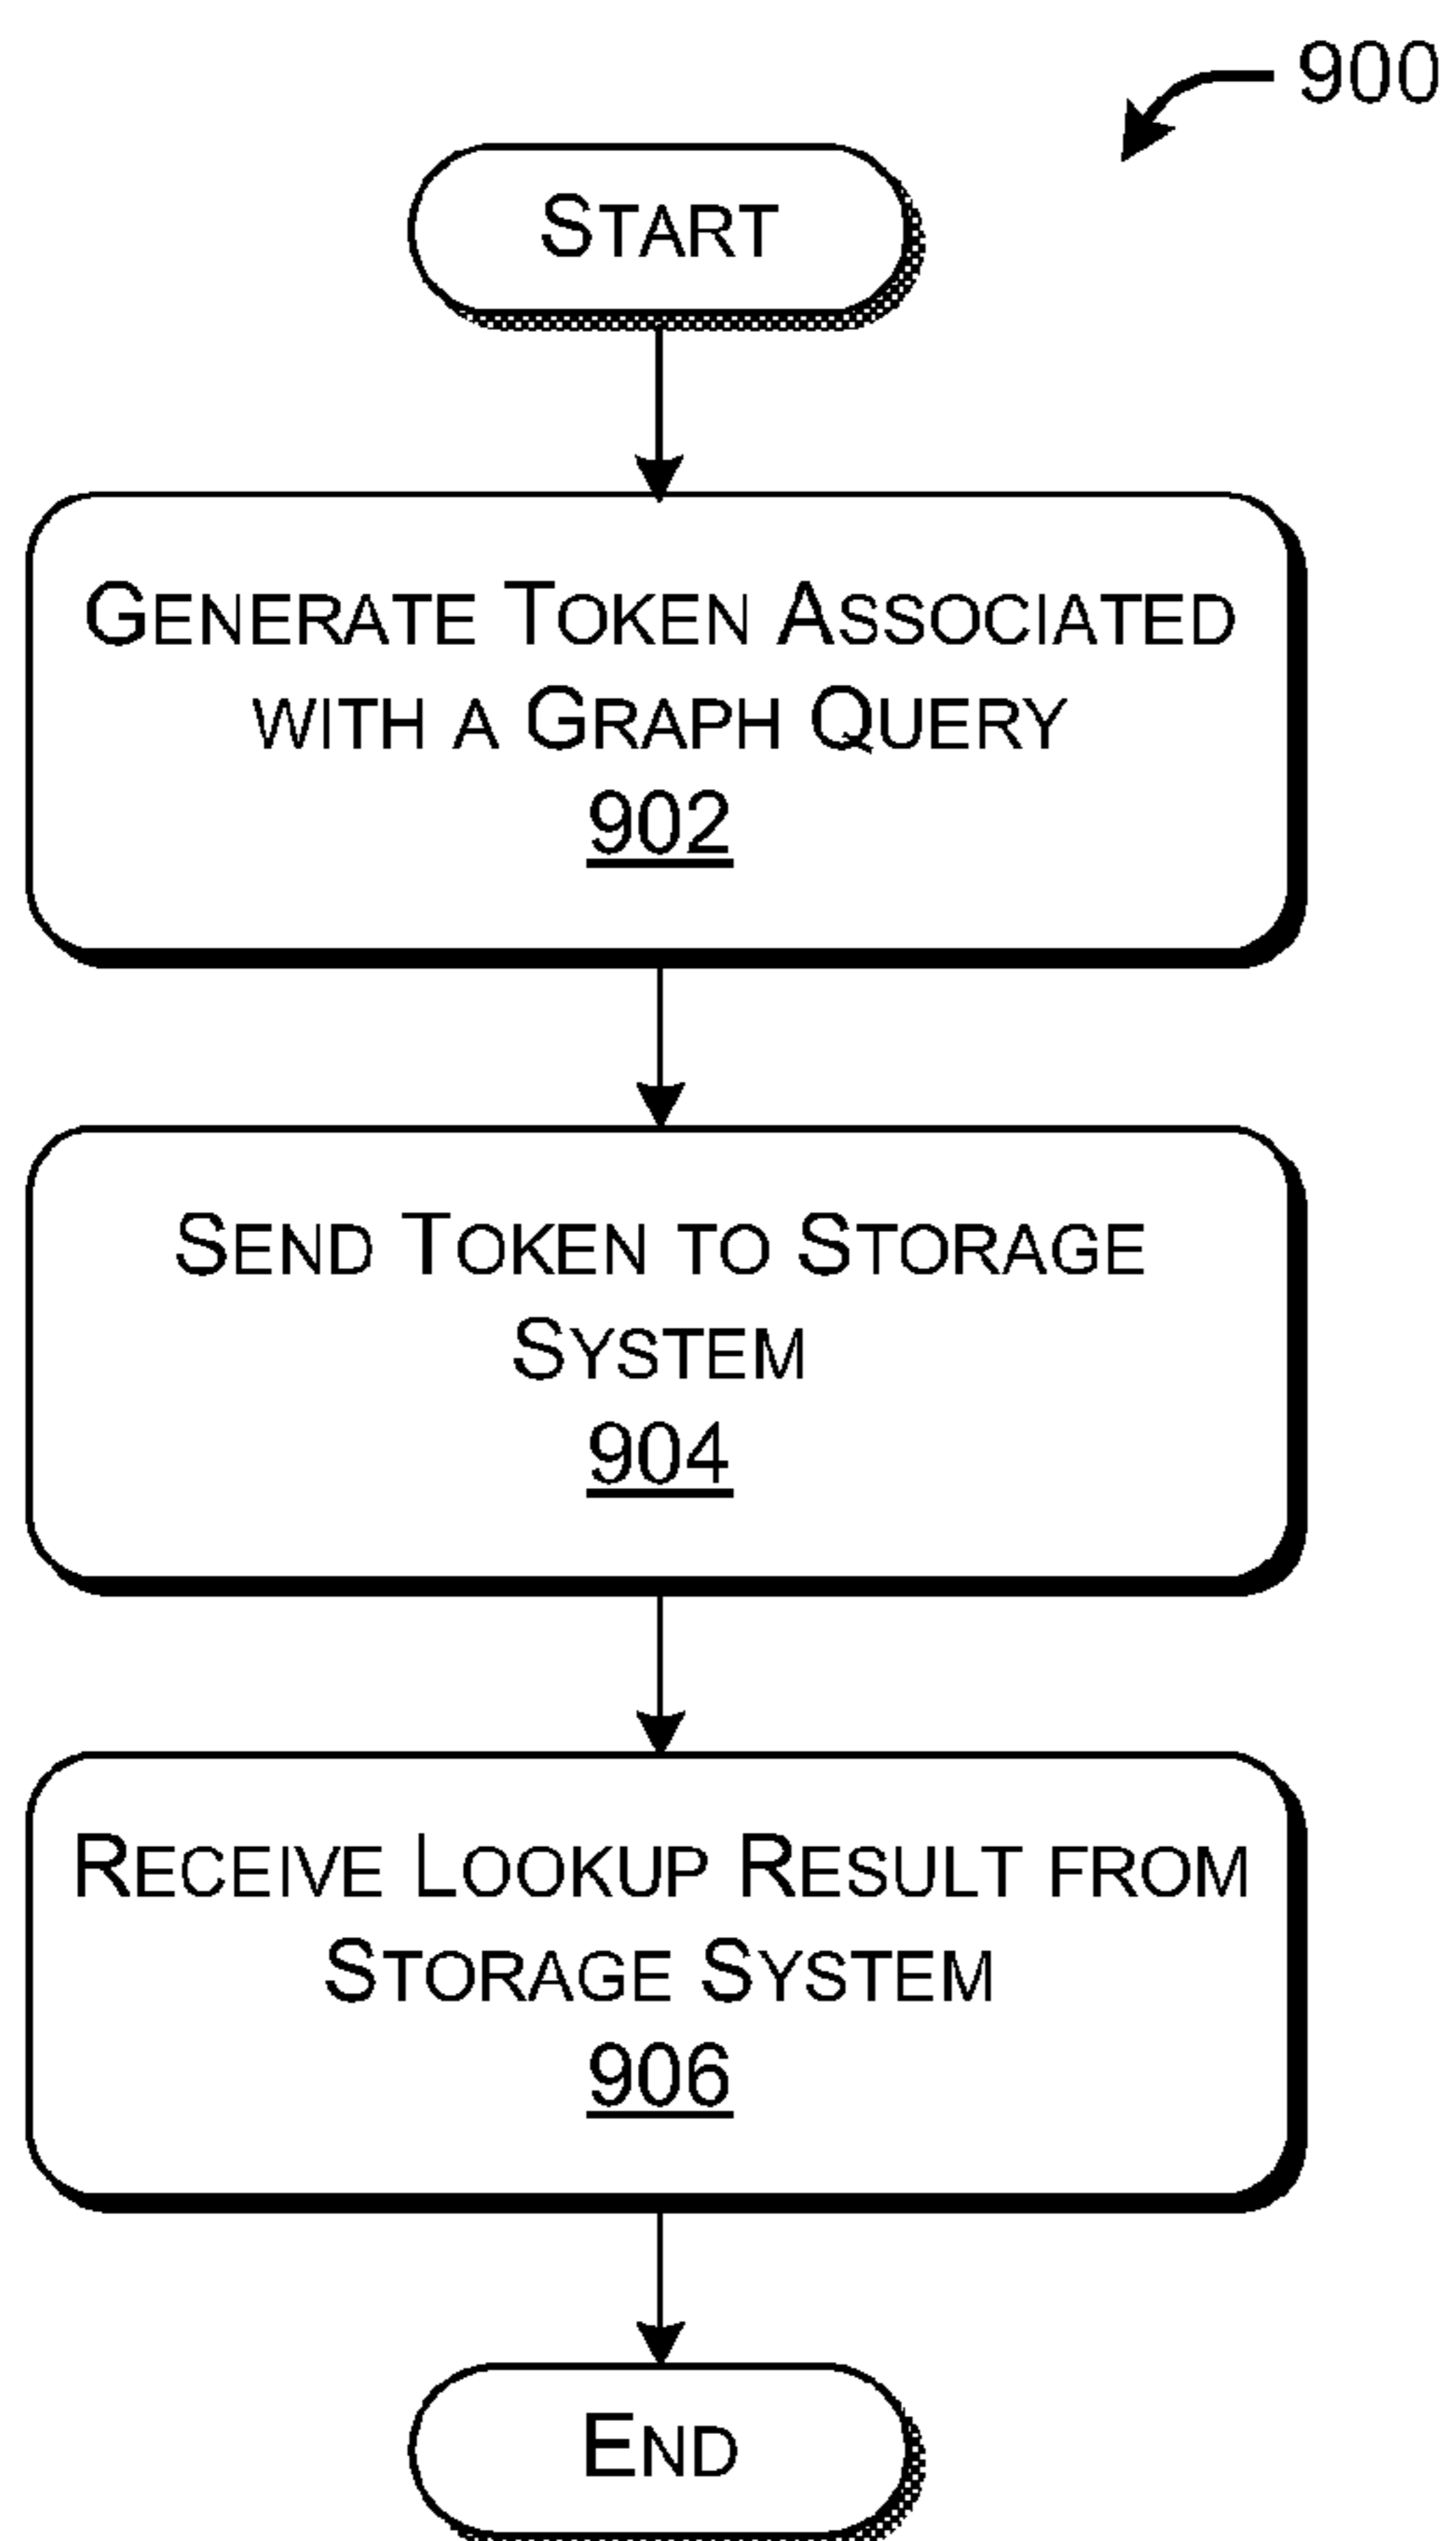 900
START
GENERATE TOKEN ASSOCIATED
WITH A GRAPH QUERY
902
SEND TOKEN TO STORAGE
SYSTEM
904
RECEIVE LOOKUP RESULT FROM
STORAGE SYSTEM
906
END